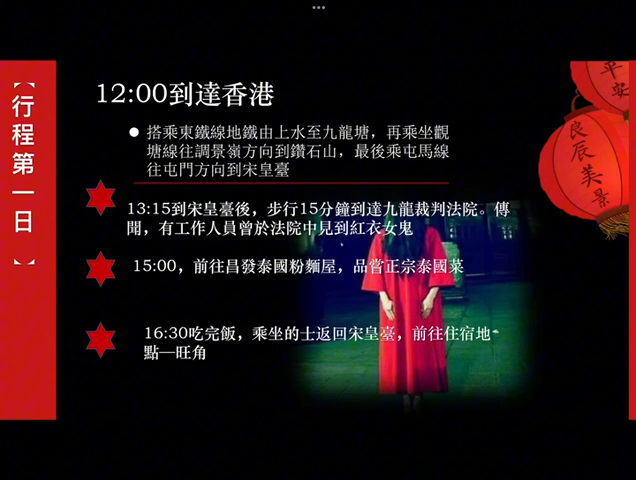 【行程第一日】
12:00到達香港
搭乘東鐵線地鐵由上水至九龍塘，再乘坐觀
塘線往調景嶺方向到鑽石山，最後乘屯馬線
往屯門方向到宋皇臺
13:15到宋皇臺後，步行15分鐘到達九龍裁判法院。傳
聞，有工作人員曾於法院中見到紅衣女鬼
15:00，前往昌發泰國粉麵屋，品嘗正宗泰國菜
16:30吃完飯，乘坐的士返回宋皇臺，前往住宿地
點—旺角
平安
良辰美景